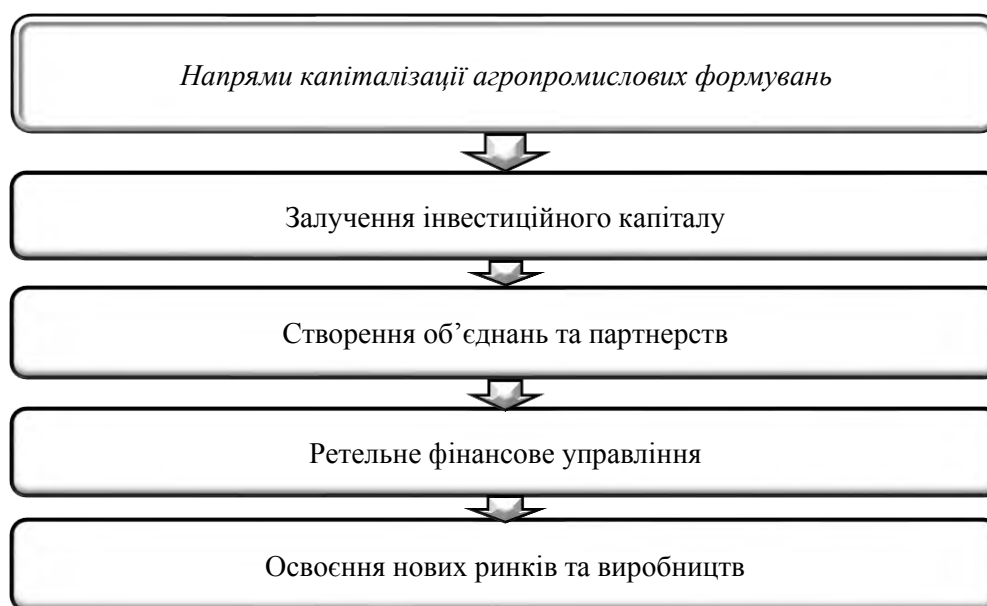 Напрями капіталізації агропромислових формувань
Залучення інвестиційного капіталу
Створення об’єднань та партнерств
Ретельне фінансове управління
Освоєння нових ринків та виробництв